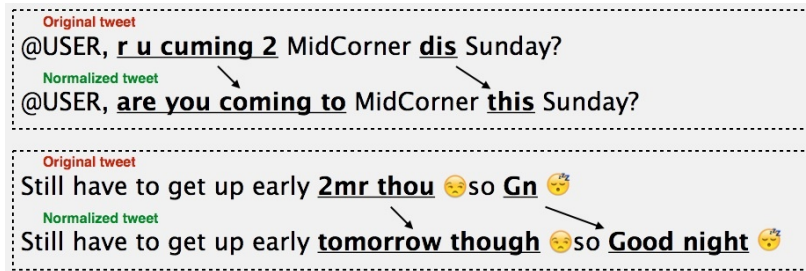 Original tweet
@USER, r u cuming 2 MidCorner dis Sunday?
Normalized tweet
@USER, are you coming to MidCorner this Sunday?
Original tweet
Still have to get up early 2mr thou 😒so Gn 😴
Normalized tweet
Still have to get up early tomorrow though 😒so Good night 😴